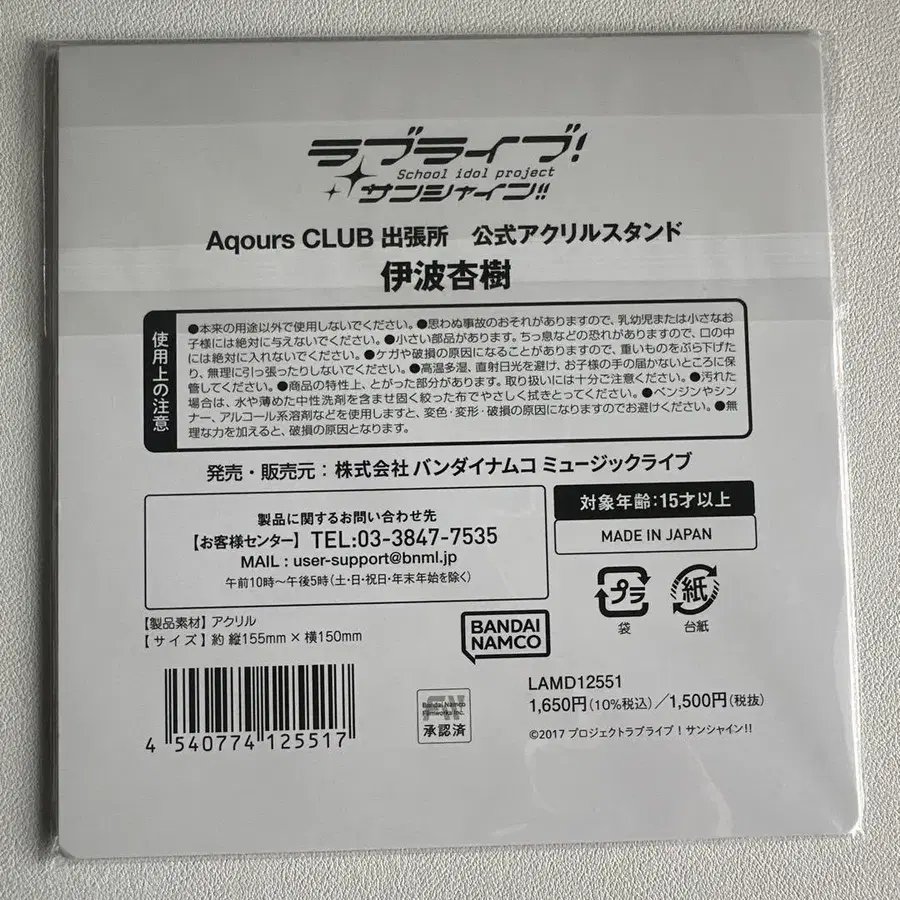 ラブライブ!
School idol project
サンシャイン!!
Aqours CLUB 出張所 公式アクリルスタンド
伊波杏樹
使用上の注意
●本来の用途以外で使用しないでください。●思わぬ事故のおそれがありますので、乳幼児または小さなお
子様には絶対に与えないでください。●小さい部品があります。ちっ息などの恐れがありますので、口の中
には絶対に入れないでください。●ケガや破損の原因になることがありますので、重いものをぶら下げた
り、無理に引っ張ったりしないでください。●高温多湿、直射日光を避け、お子様の手の届かないところに保
管してください。●商品の特性上、とがった部分があります。取り扱いには十分ご注意ください。●汚れた
場合は、水や薄めた中性洗剤を含ませ固く絞った布でやさしく拭きとってください。●ベンジンやシン
ナー、アルコール系溶剤などを使用しますと、変色・変形・破損の原因になりますのでお避けください。●無
理な力を加えると、破損の原因となります。
発売・販売元：株式会社 バンダイナムコ ミュージックライブ
製品に関するお問い合わせ先
【お客様センター】 TEL:03-3847-7535
MAIL : user-support@bnml.jp
午前10時～午後5時(土・日・祝日・年末年始を除く)
対象年齢:15才以上
MADE IN JAPAN
プラ
袋
紙
台紙
【製品素材】アクリル
【サイズ】約 縦155mm×横150mm
BANDAI
NAMCO
4 540774 125517
Bandai Namco
Filmworks Inc.
承認済
LAMD12551
1,650円(10%税込)／1,500円(税抜)
©2017 プロジェクトラブライブ！サンシャイン!!